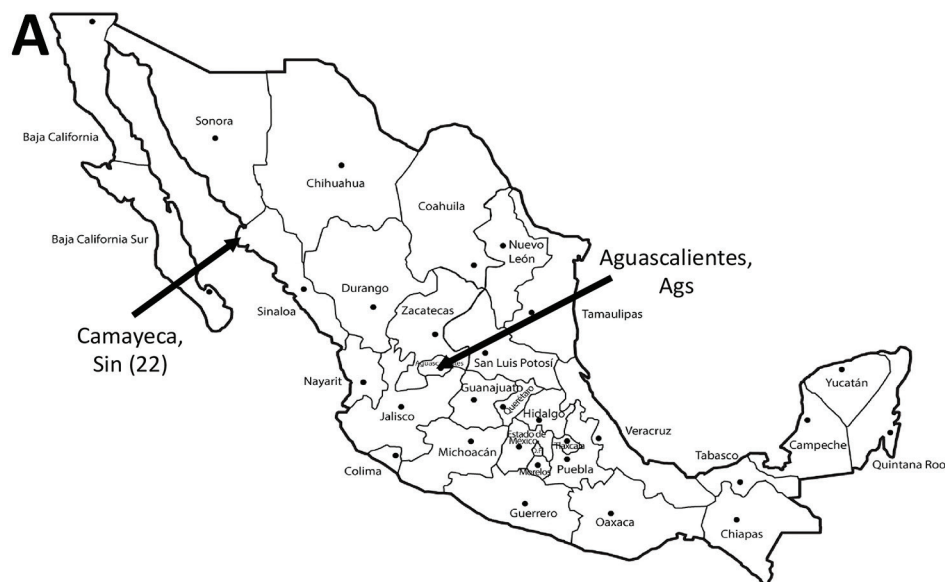 A
Sonora
Baja California
Chihuahua
Coahuila
Baja California Sur
Nuevo
León
Aguascalientes,
Ags
Durango
Zacatecas
Sinaloa
Tamaulipas
Camayeca,
Sin (22)
Aguascalientes
San Luis Potosí
Nayarit
Guanajuato
Querétaro
Yucatán
Jalisco
Hidalgo
Estado de
México
D.F.
Tlaxcala
Veracruz
Campeche
Michoacán
Colima
Morelos
Puebla
Tabasco
Quintana Roo
Guerrero
Oaxaca
Chiapas